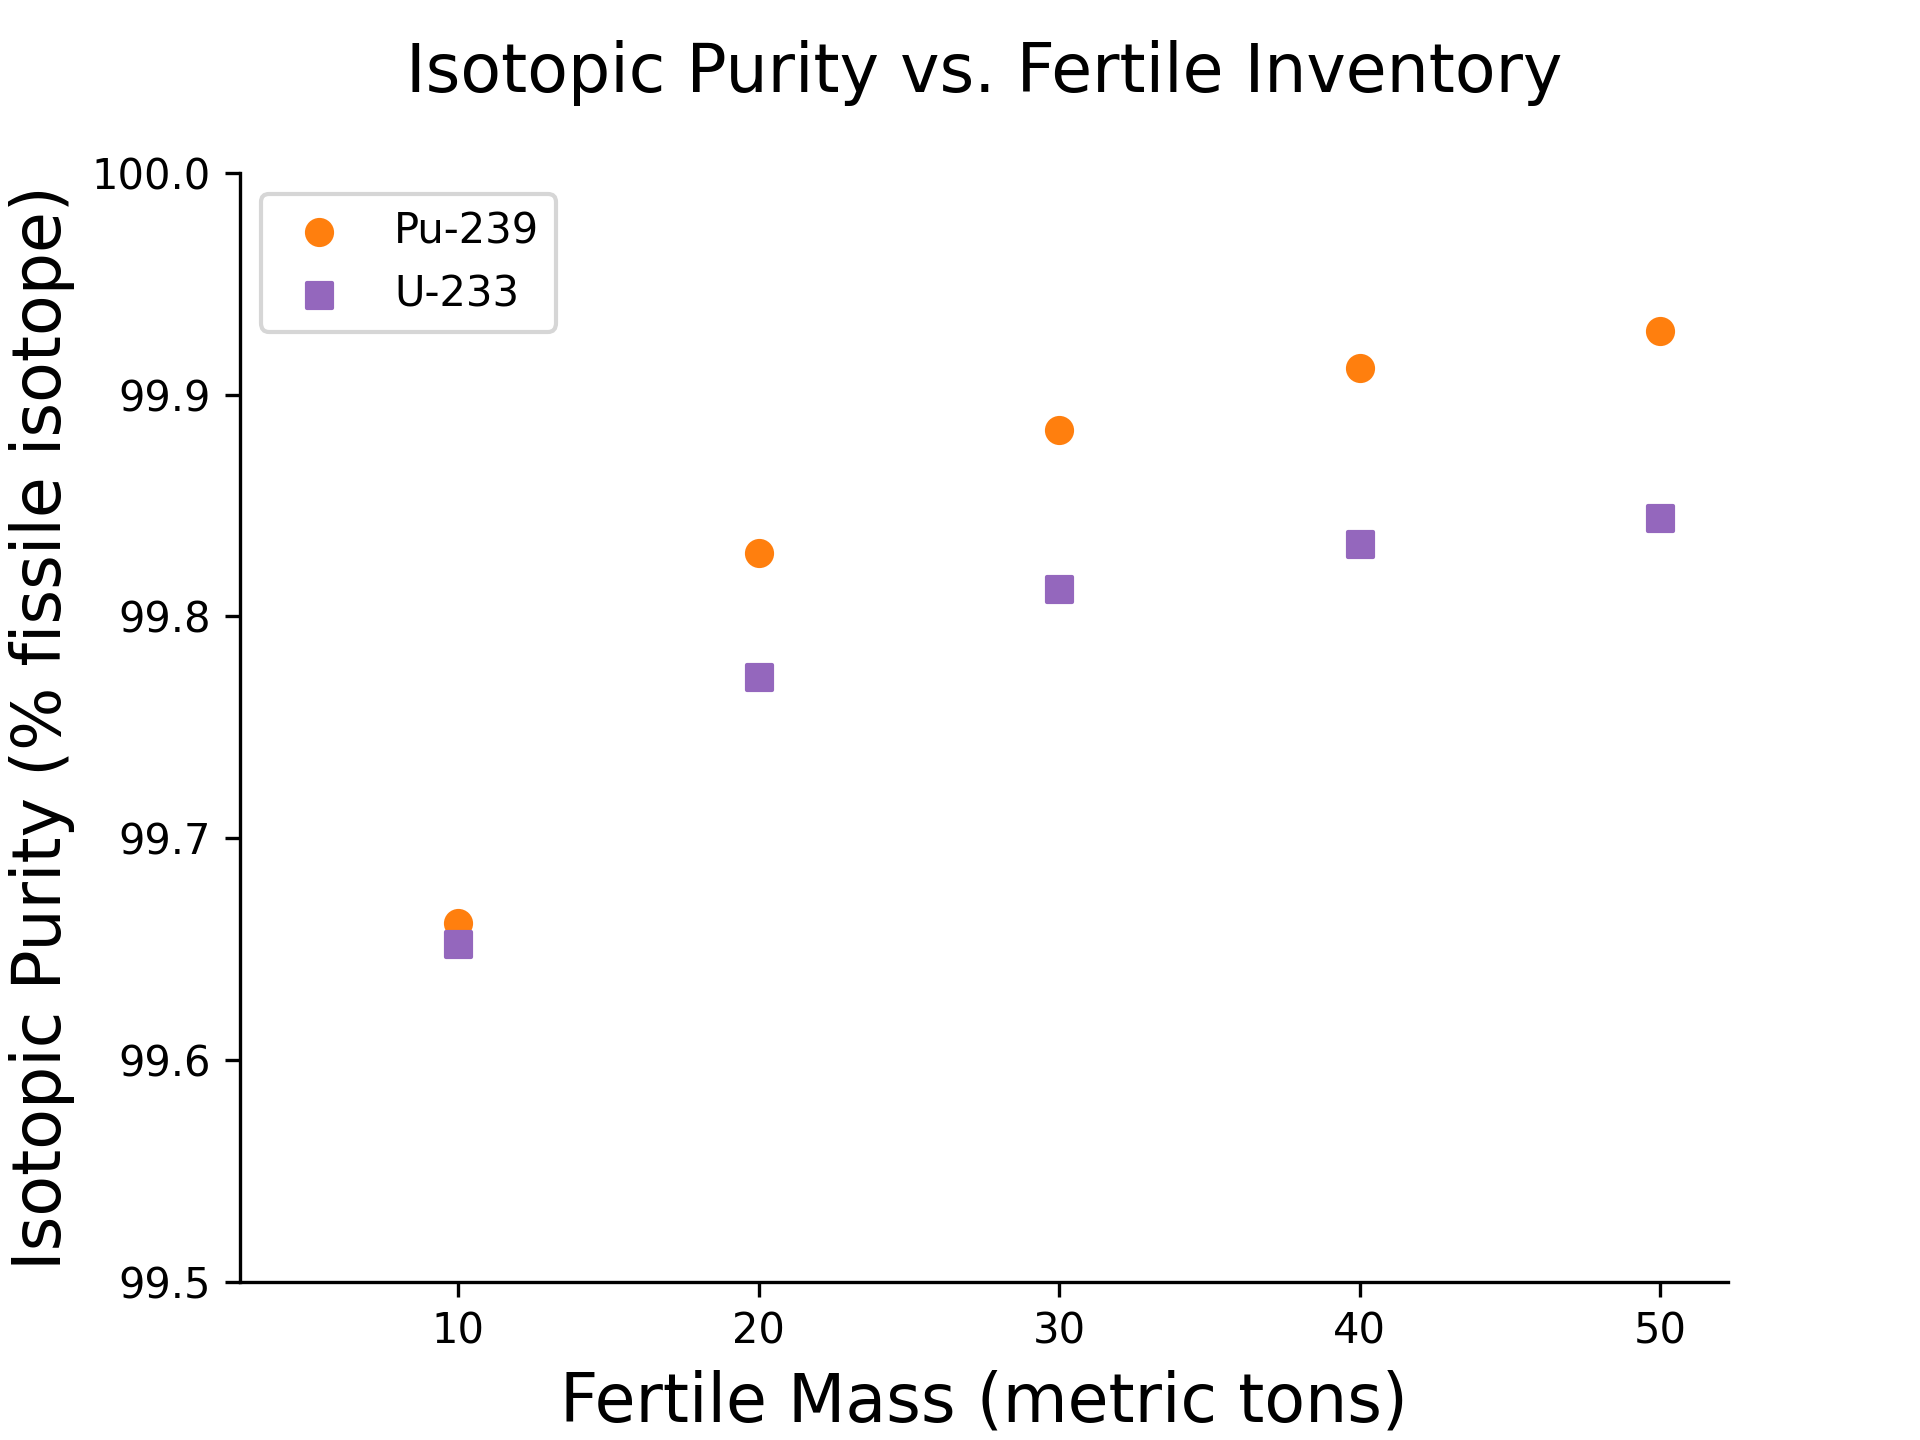 Isotopic Purity vs. Fertile Inventory
Isotopic Purity (% fissile isotope)
100.0
99.9
99.8
99.7
99.6
99.5
Pu-239
U-233
10 20 30 40 50
Fertile Mass (metric tons)